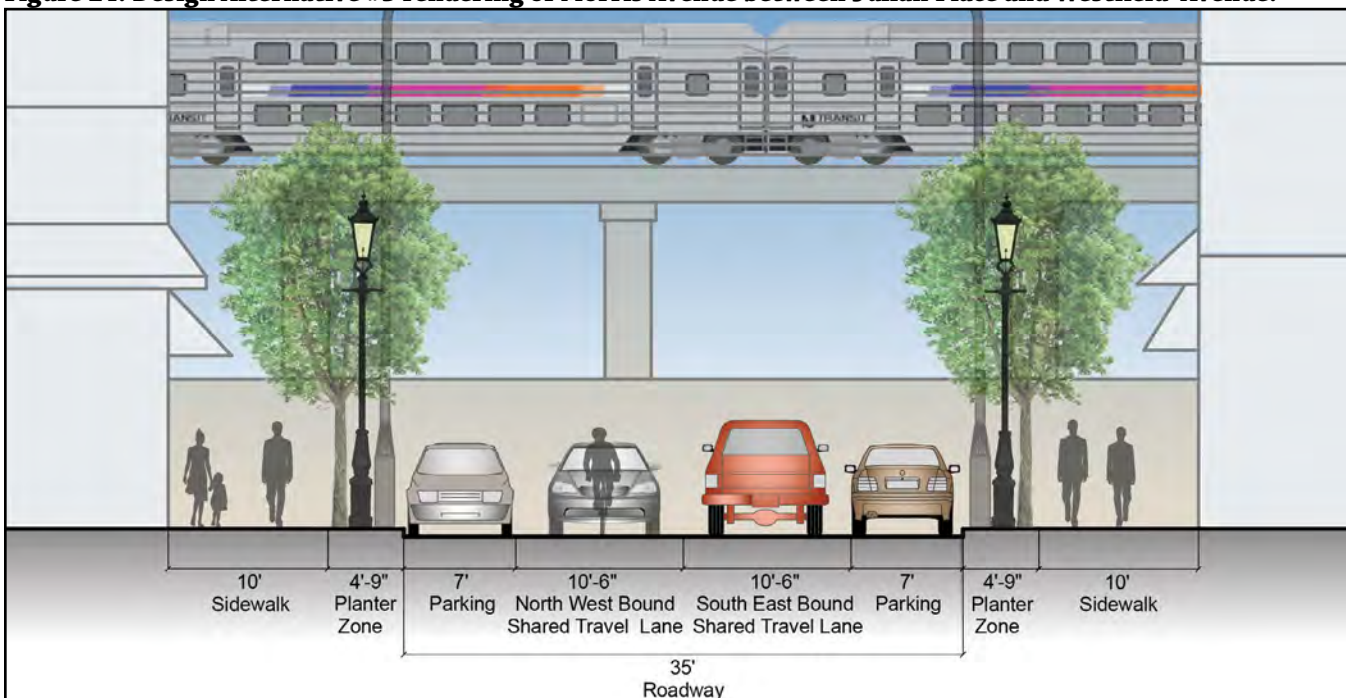 TRANSIT
10'
Sidewalk
4'-9"
Planter
Zone
7'
Parking
10'-6"
North West Bound
Shared Travel Lane
10'-6"
South East Bound
Shared Travel Lane
7'
Parking
4'-9"
Planter
Zone
10'
Sidewalk
35'
Roadway